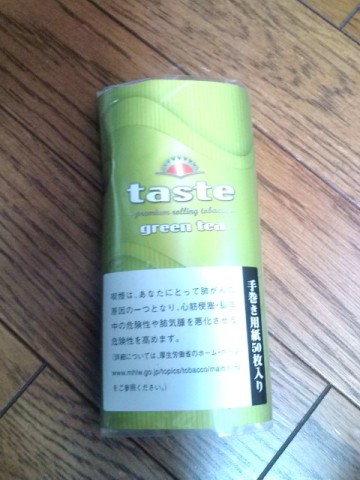 taste
premium rolling tobacco
green tea
喫煙は、あなたにとって肺がんの
原因の一つとなり、心筋梗塞・脳卒
中の危険性や肺気腫を悪化させる
危険性を高めます。
(詳細については、厚生労働省のホームページ
www.mhlw.go.jp/topics/tobacco/main.html
をご参照ください。)
手巻き用紙50枚入り